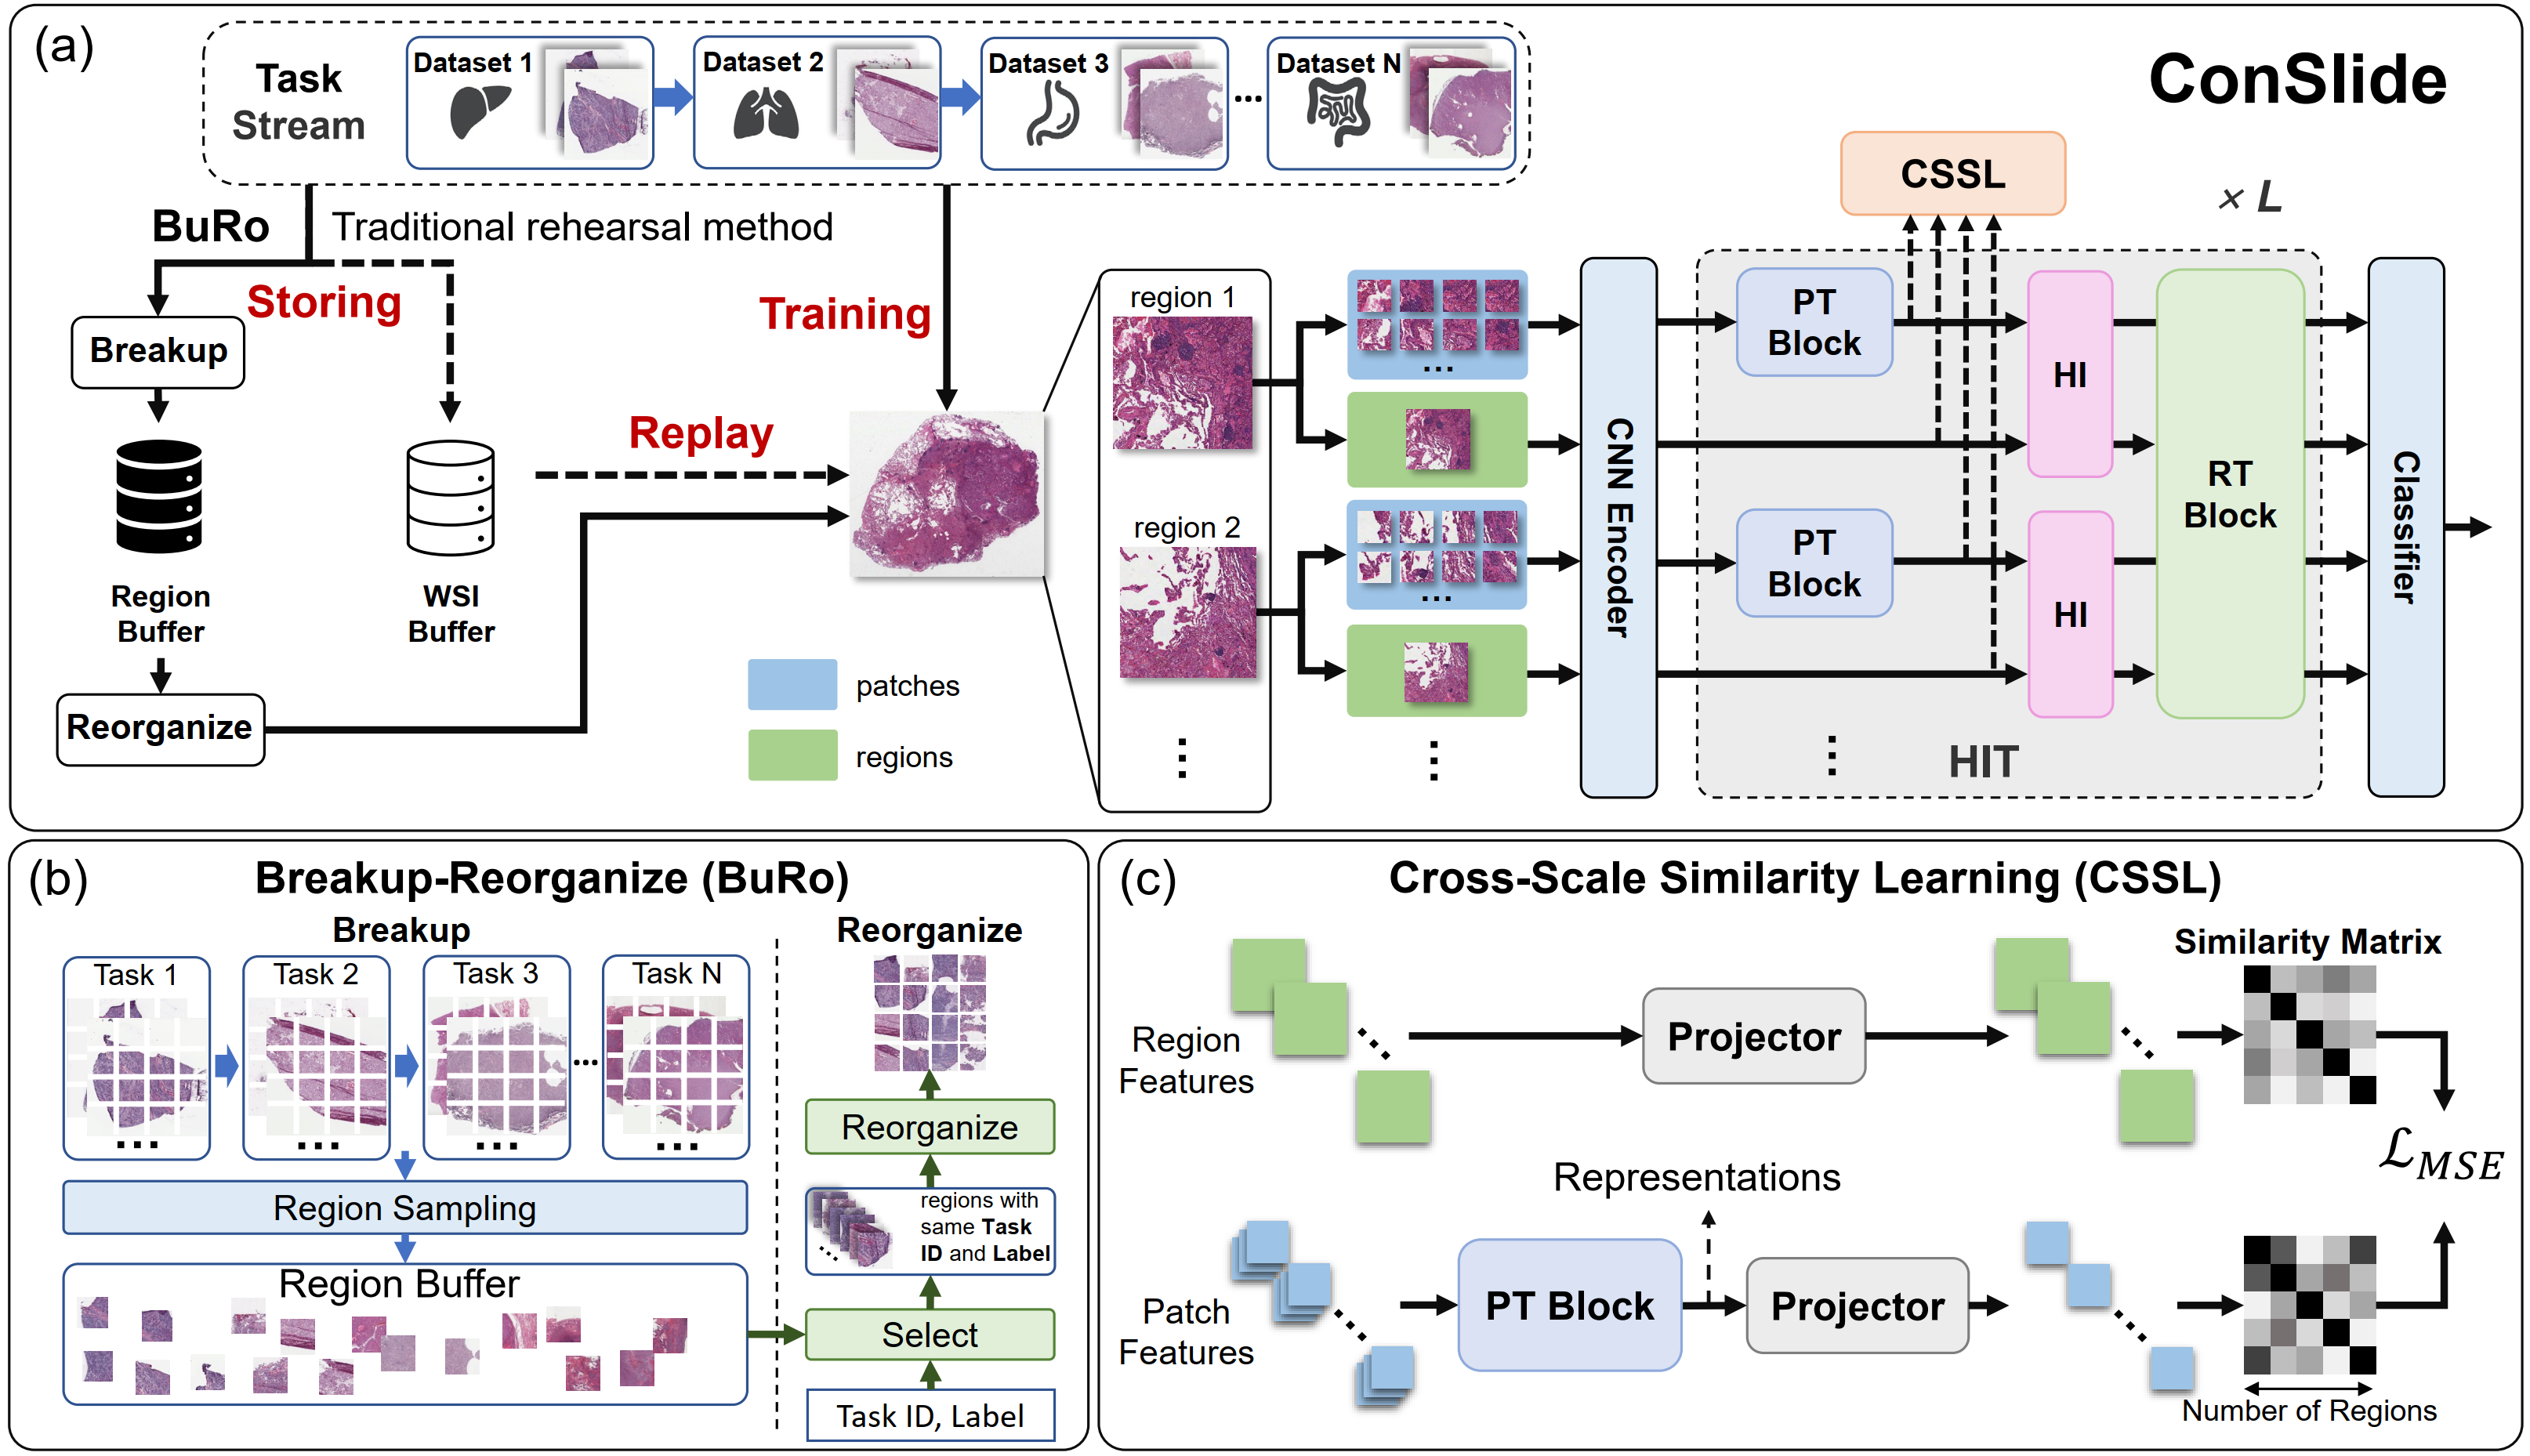 (a)
Task
Stream
Dataset 1
Dataset 2
Dataset 3
...
Dataset N
ConSlide
BuRo
Traditional rehearsal method
Storing
Breakup
Region
Buffer
WSI
Buffer
Reorganize
Replay
Training
patches
regions
region 1
region 2
...
...
CNN Encoder
CSSL
× L
PT
Block
HI
PT
Block
HI
RT
Block
HIT
Classifier
(b)
Breakup-Reorganize (BuRo)
Breakup
Task 1
Task 2
Task 3
...
Task N
...
...
...
...
Region Sampling
Region Buffer
Reorganize
Reorganize
regions with
same Task
ID and Label
Select
Task ID, Label
(c)
Cross-Scale Similarity Learning (CSSL)
Region
Features
Projector
Similarity Matrix
ℒMSE
Representations
Patch
Features
PT Block
Projector
Number of Regions